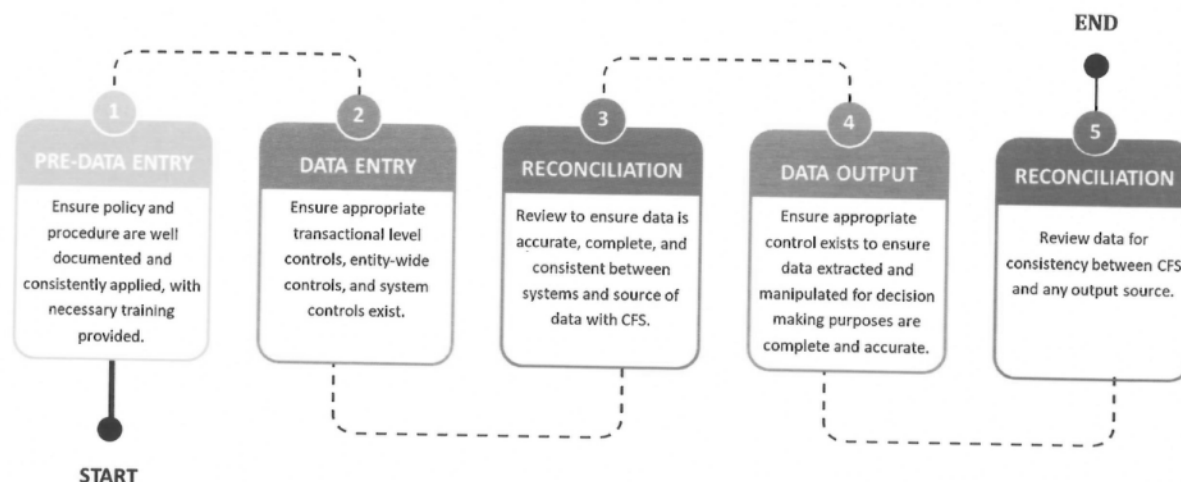 END
1
PRE-DATA ENTRY
Ensure policy and
procedure are well
documented and
consistently applied, with
necessary training
provided.
START
2
DATA ENTRY
Ensure appropriate
transactional level
controls, entity-wide
controls, and system
controls exist.
3
RECONCILIATION
Review to ensure data is
accurate, complete, and
consistent between
systems and source of
data with CFS.
4
DATA OUTPUT
Ensure appropriate
control exists to ensure
data extracted and
manipulated for decision
making purposes are
complete and accurate.
5
RECONCILIATION
Review data for
consistency between CFS
and any output source.